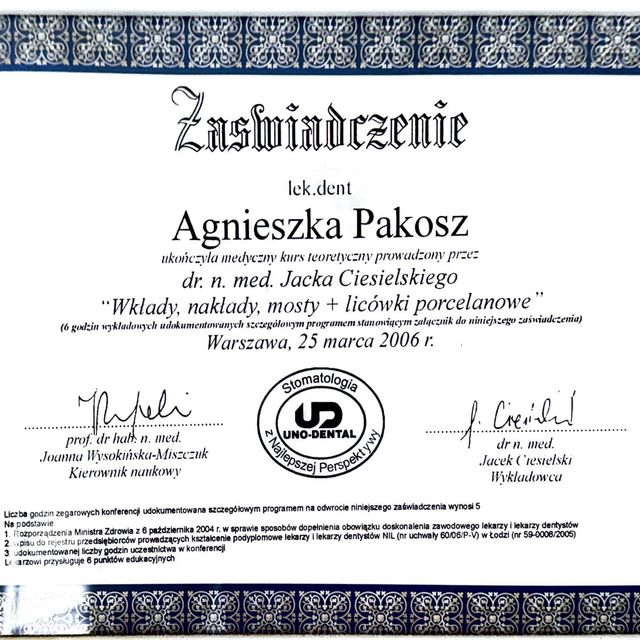 Zaświadczenie
lek.dent
Agnieszka Pakosz
ukończyła medyczny kurs teoretyczny prowadzony przez
dr. n. med. Jacka Ciesielskiego
“Wkłady, nakłady, mosty + licówki porcelanowe”
(6 godzin wykładowych udokumentowanych szczegółowym programem stanowiącym załącznik do niniejszego zaświadczenia)
Warszawa, 25 marca 2006 r.
Stomatologia
UD
UNO-DENTAL
z Najlepszej Perspektywy
prof. dr hab. n. med.
Joanna Wysokińska-Miszczuk
Kierownik naukowy
dr n. med.
Jacek Ciesielski
Wykładowca
Liczba godzin zegarowych konferencji udokumentowana szczegółowym programem na odwrocie niniejszego zaświadczenia wynosi 5
Na podstawie:
1. Rozporządzenia Ministra Zdrowia z 6 października 2004 r. w sprawie sposobów dopełnienia obowiązku doskonalenia zawodowego lekarzy i lekarzy dentystów
2. wpisu do rejestru przedsiębiorców prowadzących kształcenie podyplomowe lekarzy i lekarzy dentystów NIL (nr uchwały 60/06/P-V) w Łodzi (nr 59-0006/2005)
3. udokumentowanej liczby godzin uczestnictwa w konferencji
Lekarzowi przysługuje 6 punktów edukacyjnych